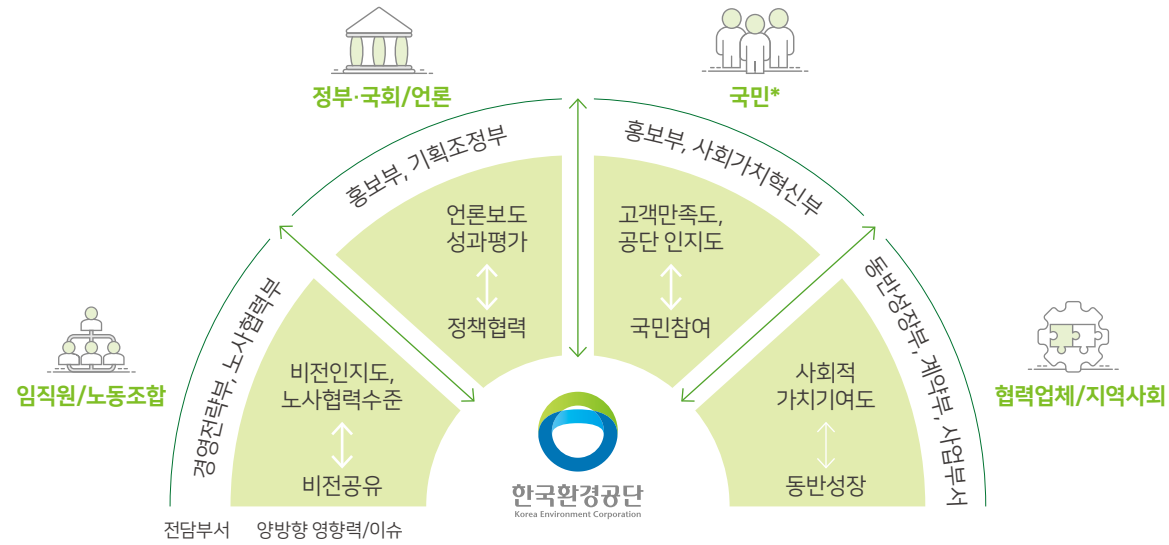 정부·국회/언론
국민*
홍보부, 기획조정부
홍보부, 사회가치혁신부
언론보도
성과평가
정책협력
고객만족도,
공단 인지도
국민참여
경영전략부, 노사협력부
동반성장부, 계약부, 사업부서
임직원/노동조합
비전인지도,
노사협력수준
비전공유
사회적
가치기여도
동반성장
협력업체/지역사회
한국환경공단
Korea Environment Corporation
전담부서
양방향 영향력/이슈